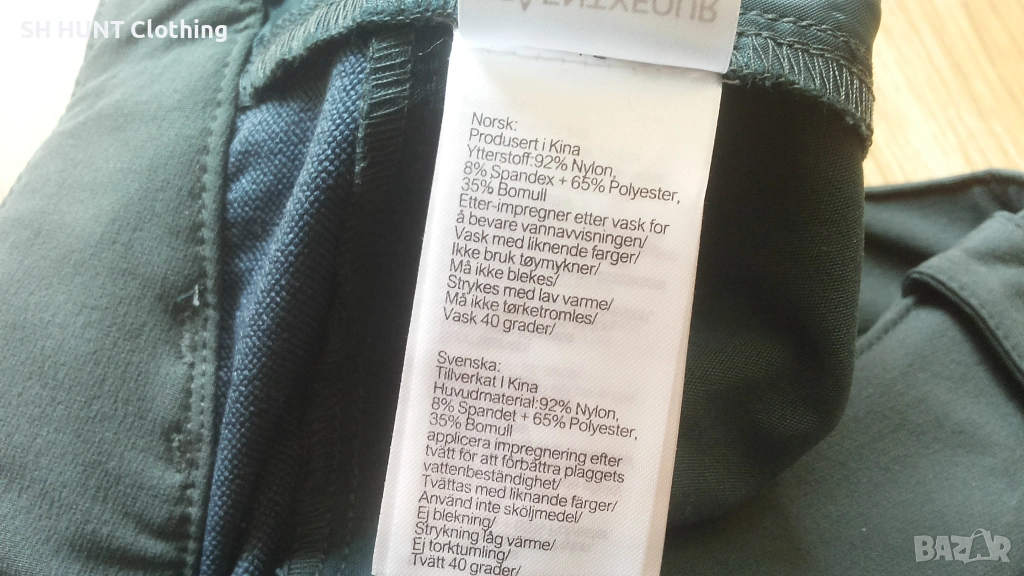 SH HUNT Clothing
Norsk:
Produsert i Kina
Ytterstoff:92% Nylon,
8% Spandex + 65% Polyester,
35% Bomull
Etter-impregner etter vask for
å bevare vannavvisningen/
Vask med liknende farger/
Ikke bruk tøymykner/
Må ikke blekes/
Strykes med lav varme/
Må ikke tørketromles/
Vask 40 grader/
Svenska:
Tillverkat I Kina
Huvudmaterial:92% Nylon,
8% Spandet + 65% Polyester,
35% Bomull
applicera impregnering efter
tvätt för att förbättra plaggets
vattenbeständighet/
Tvättas med liknande färger/
Använd inte sköljmedel/
Ej blekning/
Strykning låg värme/
Ej torktumling/
Tvätt 40 grader/
BAZAR